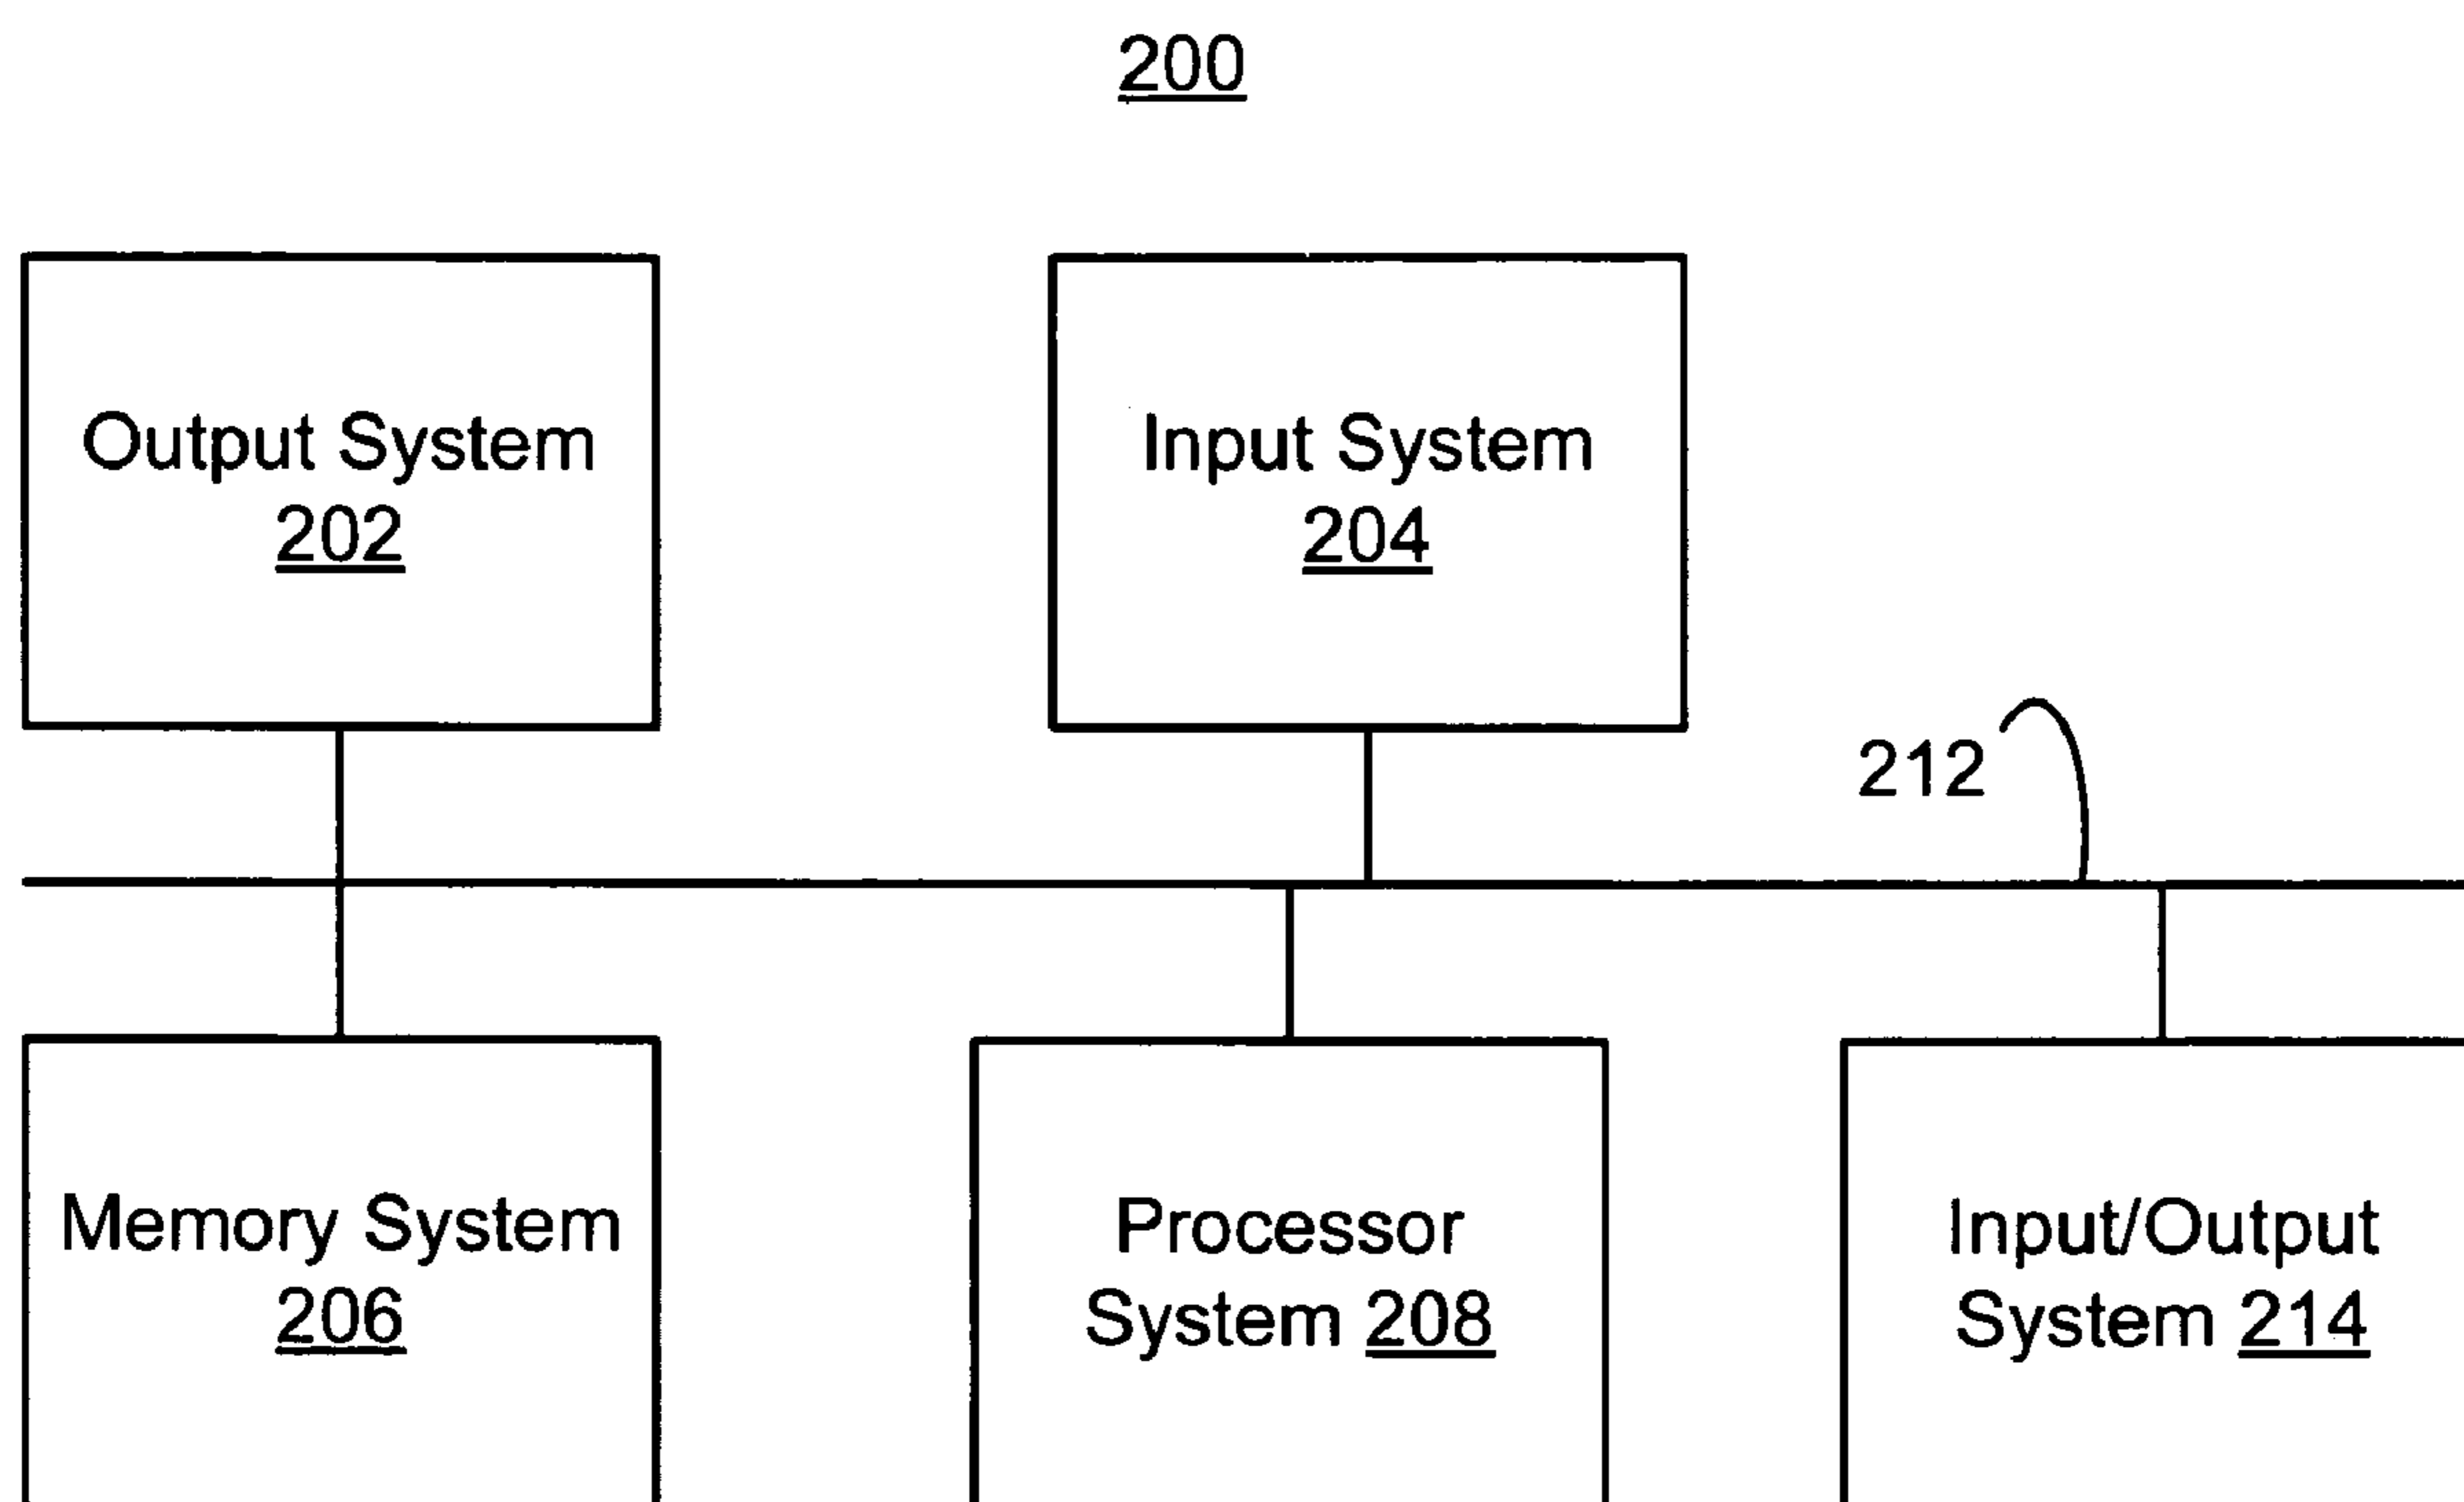 200
Output System
202
Input System
204
212
Memory System
206
Processor
System 208
Input/Output
System 214